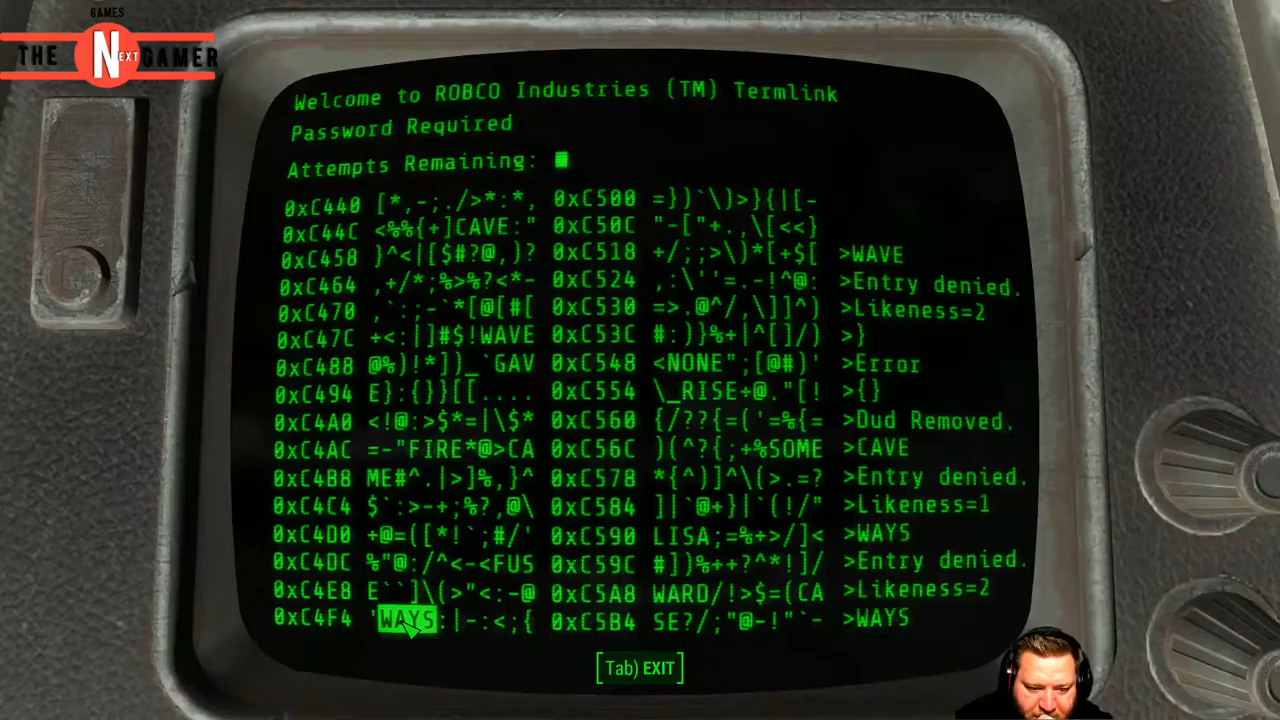 GAMES
THE NEXT GAMER
Welcome to ROBCO Industries (TM) Termlink
Password Required
Attempts Remaining: ■
0xC440 [*,-;./>*:*, 0xC500 =})`\)>}{|[-
0xC44C <%%{+]CAVE:" 0xC50C "-["+.,\[<<}
0xC458 }^<|[$#?@,)? 0xC518 +/;;>\)*[+$[ >WAVE
0xC464 ,+/*;%>%?<*- 0xC524 ,:\''=.-!^@: >Entry denied.
0xC470 ,`:;-`*[@[#[ 0xC530 =>.@^/,\]]^) >Likeness=2
0xC47C +<:|]#$!WAVE 0xC53C #:)}%+|^[]/) >}
0xC488 @%)!*])_`GAV 0xC548 <NONE";[@#)' >Error
0xC494 E}:{}}[[.... 0xC554 \_RISE+@."[! >{}
0xC4A0 <!@:>$*=|\$* 0xC560 {/??{=('=%{= >Dud Removed.
0xC4AC =-"FIRE*@>CA 0xC56C )(^?{;+%SOME >CAVE
0xC4B8 ME#^.|>]%,}^ 0xC578 *{^)]^\(>.=? >Entry denied.
0xC4C4 $`:>-+;%?,@\ 0xC584 ]|`@+}|`(!/" >Likeness=1
0xC4D0 +@=([*!`;#/' 0xC590 LISA;=%+>/]< >WAYS
0xC4DC %"@:/^<-<FUS 0xC59C #])%++?^*!]/ >Entry denied.
0xC4E8 E``]\(>"<:-@ 0xC5A8 WARD/!>$=(CA >Likeness=2
0xC4F4 'WAYS:|-:<;{ 0xC5B4 SE?/;"@-!"`- >WAYS
[Tab) EXIT]